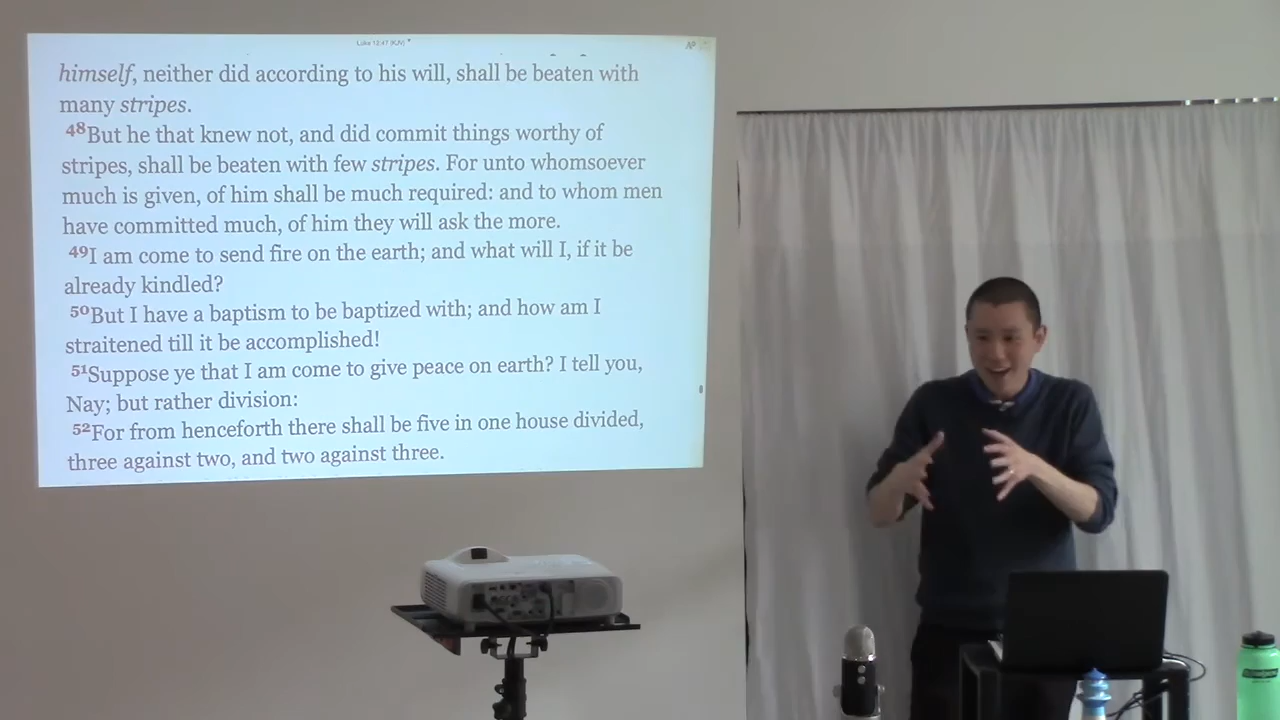 Luke 12:47 (KJV)
himself, neither did according to his will, shall be beaten with
many stripes.
48But he that knew not, and did commit things worthy of
stripes, shall be beaten with few stripes. For unto whomsoever
much is given, of him shall be much required: and to whom men
have committed much, of him they will ask the more.
49I am come to send fire on the earth; and what will I, if it be
already kindled?
50But I have a baptism to be baptized with; and how am I
straitened till it be accomplished!
51Suppose ye that I am come to give peace on earth? I tell you,
Nay; but rather division:
52For from henceforth there shall be five in one house divided,
three against two, and two against three.